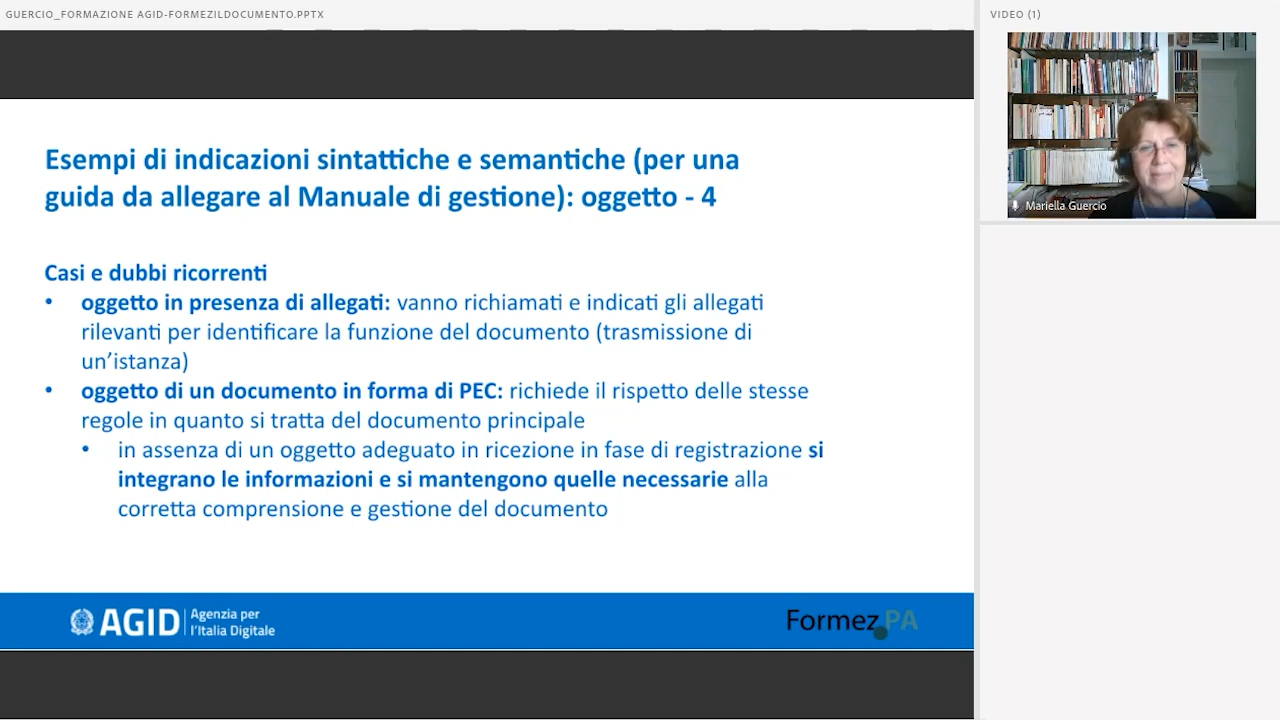 GUERCIO_FORMAZIONE AGID-FORMEZILDOCUMENTO.PPTX
VIDEO (1)
Mariella Guercio
Esempi di indicazioni sintattiche e semantiche (per una
guida da allegare al Manuale di gestione): oggetto - 4
Casi e dubbi ricorrenti
• oggetto in presenza di allegati: vanno richiamati e indicati gli allegati
rilevanti per identificare la funzione del documento (trasmissione di
un'istanza)
• oggetto di un documento in forma di PEC: richiede il rispetto delle stesse
regole in quanto si tratta del documento principale
• in assenza di un oggetto adeguato in ricezione in fase di registrazione si
integrano le informazioni e si mantengono quelle necessarie alla
corretta comprensione e gestione del documento
AGID
Agenzia per
l'Italia Digitale
Formez PA